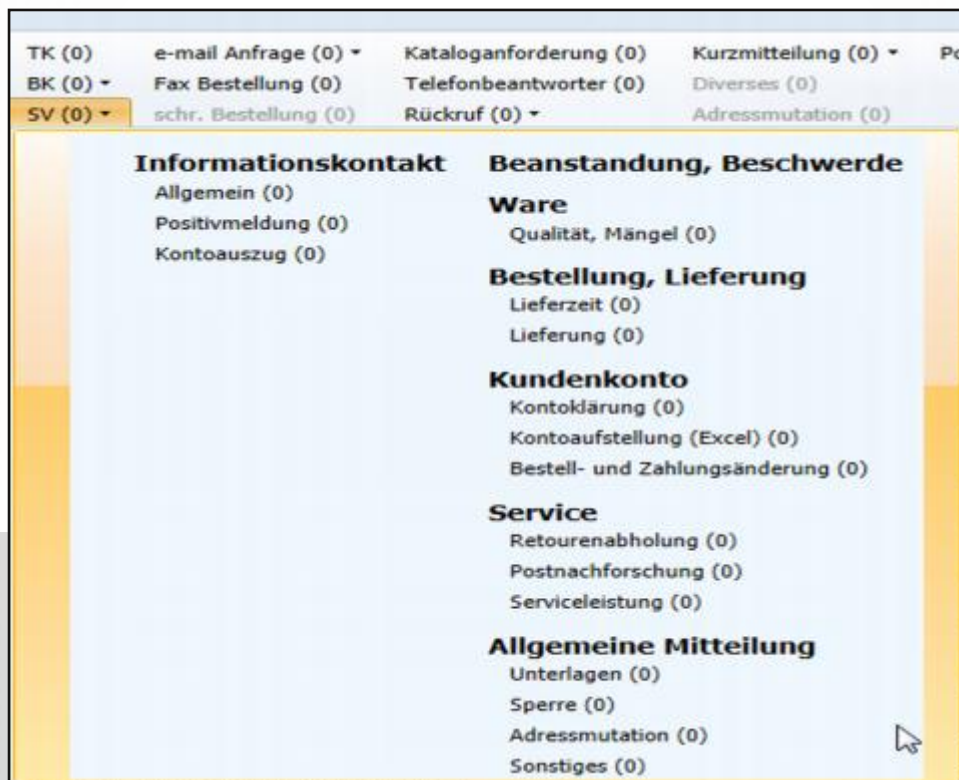 TK (0) e-mail Anfrage (0) Kataloganforderung (0) Kurzmitteilung (0)
BK (0) Fax Bestellung (0) Telefonbeantworter (0) Diverses (0)
SV (0) schr. Bestellung (0) Rückruf (0) Adressmutation (0)
Informationskontakt
Allgemein (0)
Positivmeldung (0)
Kontoauszug (0)
Beanstandung, Beschwerde
Ware
Qualität, Mängel (0)
Bestellung, Lieferung
Lieferzeit (0)
Lieferung (0)
Kundenkonto
Kontoklärung (0)
Kontoaufstellung (Excel) (0)
Bestell- und Zahlungsänderung (0)
Service
Retourenabholung (0)
Postnachforschung (0)
Serviceleistung (0)
Allgemeine Mitteilung
Unterlagen (0)
Sperre (0)
Adressmutation (0)
Sonstiges (0)